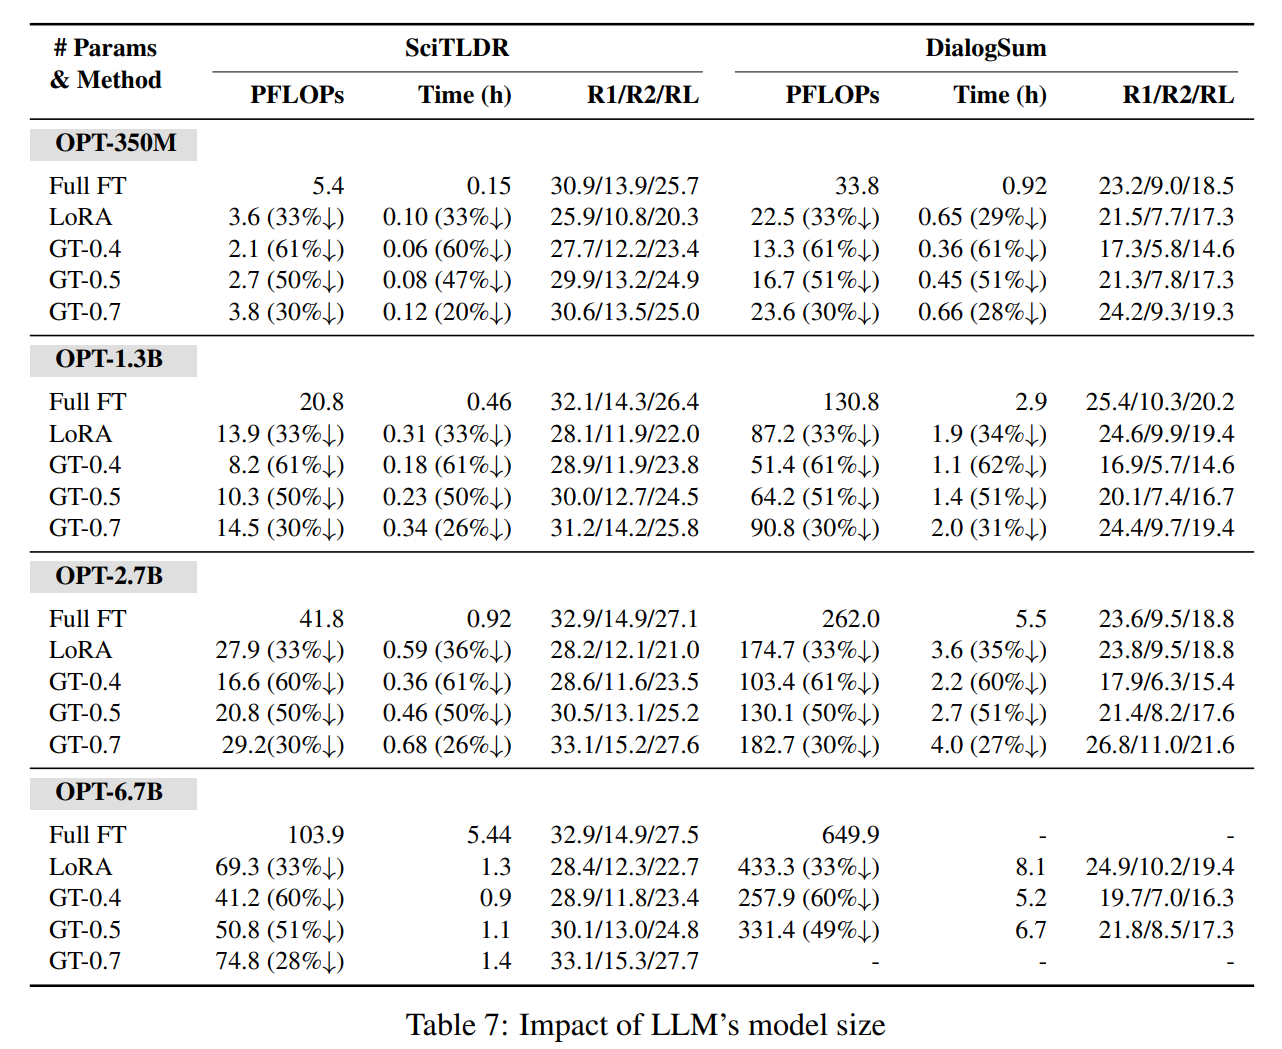 # Params SciTLDR DialogSum
& Method PFLOPs Time (h) R1/R2/RL PFLOPs Time (h) R1/R2/RL
OPT-350M
Full FT 5.4 0.15 30.9/13.9/25.7 33.8 0.92 23.2/9.0/18.5
LoRA 3.6 (33%↓) 0.10 (33%↓) 25.9/10.8/20.3 22.5 (33%↓) 0.65 (29%↓) 21.5/7.7/17.3
GT-0.4 2.1 (61%↓) 0.06 (60%↓) 27.7/12.2/23.4 13.3 (61%↓) 0.36 (61%↓) 17.3/5.8/14.6
GT-0.5 2.7 (50%↓) 0.08 (47%↓) 29.9/13.2/24.9 16.7 (51%↓) 0.45 (51%↓) 21.3/7.8/17.3
GT-0.7 3.8 (30%↓) 0.12 (20%↓) 30.6/13.5/25.0 23.6 (30%↓) 0.66 (28%↓) 24.2/9.3/19.3
OPT-1.3B
Full FT 20.8 0.46 32.1/14.3/26.4 130.8 2.9 25.4/10.3/20.2
LoRA 13.9 (33%↓) 0.31 (33%↓) 28.1/11.9/22.0 87.2 (33%↓) 1.9 (34%↓) 24.6/9.9/19.4
GT-0.4 8.2 (61%↓) 0.18 (61%↓) 28.9/11.9/23.8 51.4 (61%↓) 1.1 (62%↓) 16.9/5.7/14.6
GT-0.5 10.3 (50%↓) 0.23 (50%↓) 30.0/12.7/24.5 64.2 (51%↓) 1.4 (51%↓) 20.1/7.4/16.7
GT-0.7 14.5 (30%↓) 0.34 (26%↓) 31.2/14.2/25.8 90.8 (30%↓) 2.0 (31%↓) 24.4/9.7/19.4
OPT-2.7B
Full FT 41.8 0.92 32.9/14.9/27.1 262.0 5.5 23.6/9.5/18.8
LoRA 27.9 (33%↓) 0.59 (36%↓) 28.2/12.1/21.0 174.7 (33%↓) 3.6 (35%↓) 23.8/9.5/18.8
GT-0.4 16.6 (60%↓) 0.36 (61%↓) 28.6/11.6/23.5 103.4 (61%↓) 2.2 (60%↓) 17.9/6.3/15.4
GT-0.5 20.8 (50%↓) 0.46 (50%↓) 30.5/13.1/25.2 130.1 (50%↓) 2.7 (51%↓) 21.4/8.2/17.6
GT-0.7 29.2(30%↓) 0.68 (26%↓) 33.1/15.2/27.6 182.7 (30%↓) 4.0 (27%↓) 26.8/11.0/21.6
OPT-6.7B
Full FT 103.9 5.44 32.9/14.9/27.5 649.9 - -
LoRA 69.3 (33%↓) 1.3 28.4/12.3/22.7 433.3 (33%↓) 8.1 24.9/10.2/19.4
GT-0.4 41.2 (60%↓) 0.9 28.9/11.8/23.4 257.9 (60%↓) 5.2 19.7/7.0/16.3
GT-0.5 50.8 (51%↓) 1.1 30.1/13.0/24.8 331.4 (49%↓) 6.7 21.8/8.5/17.3
GT-0.7 74.8 (28%↓) 1.4 33.1/15.3/27.7 - - -
Table 7: Impact of LLM's model size